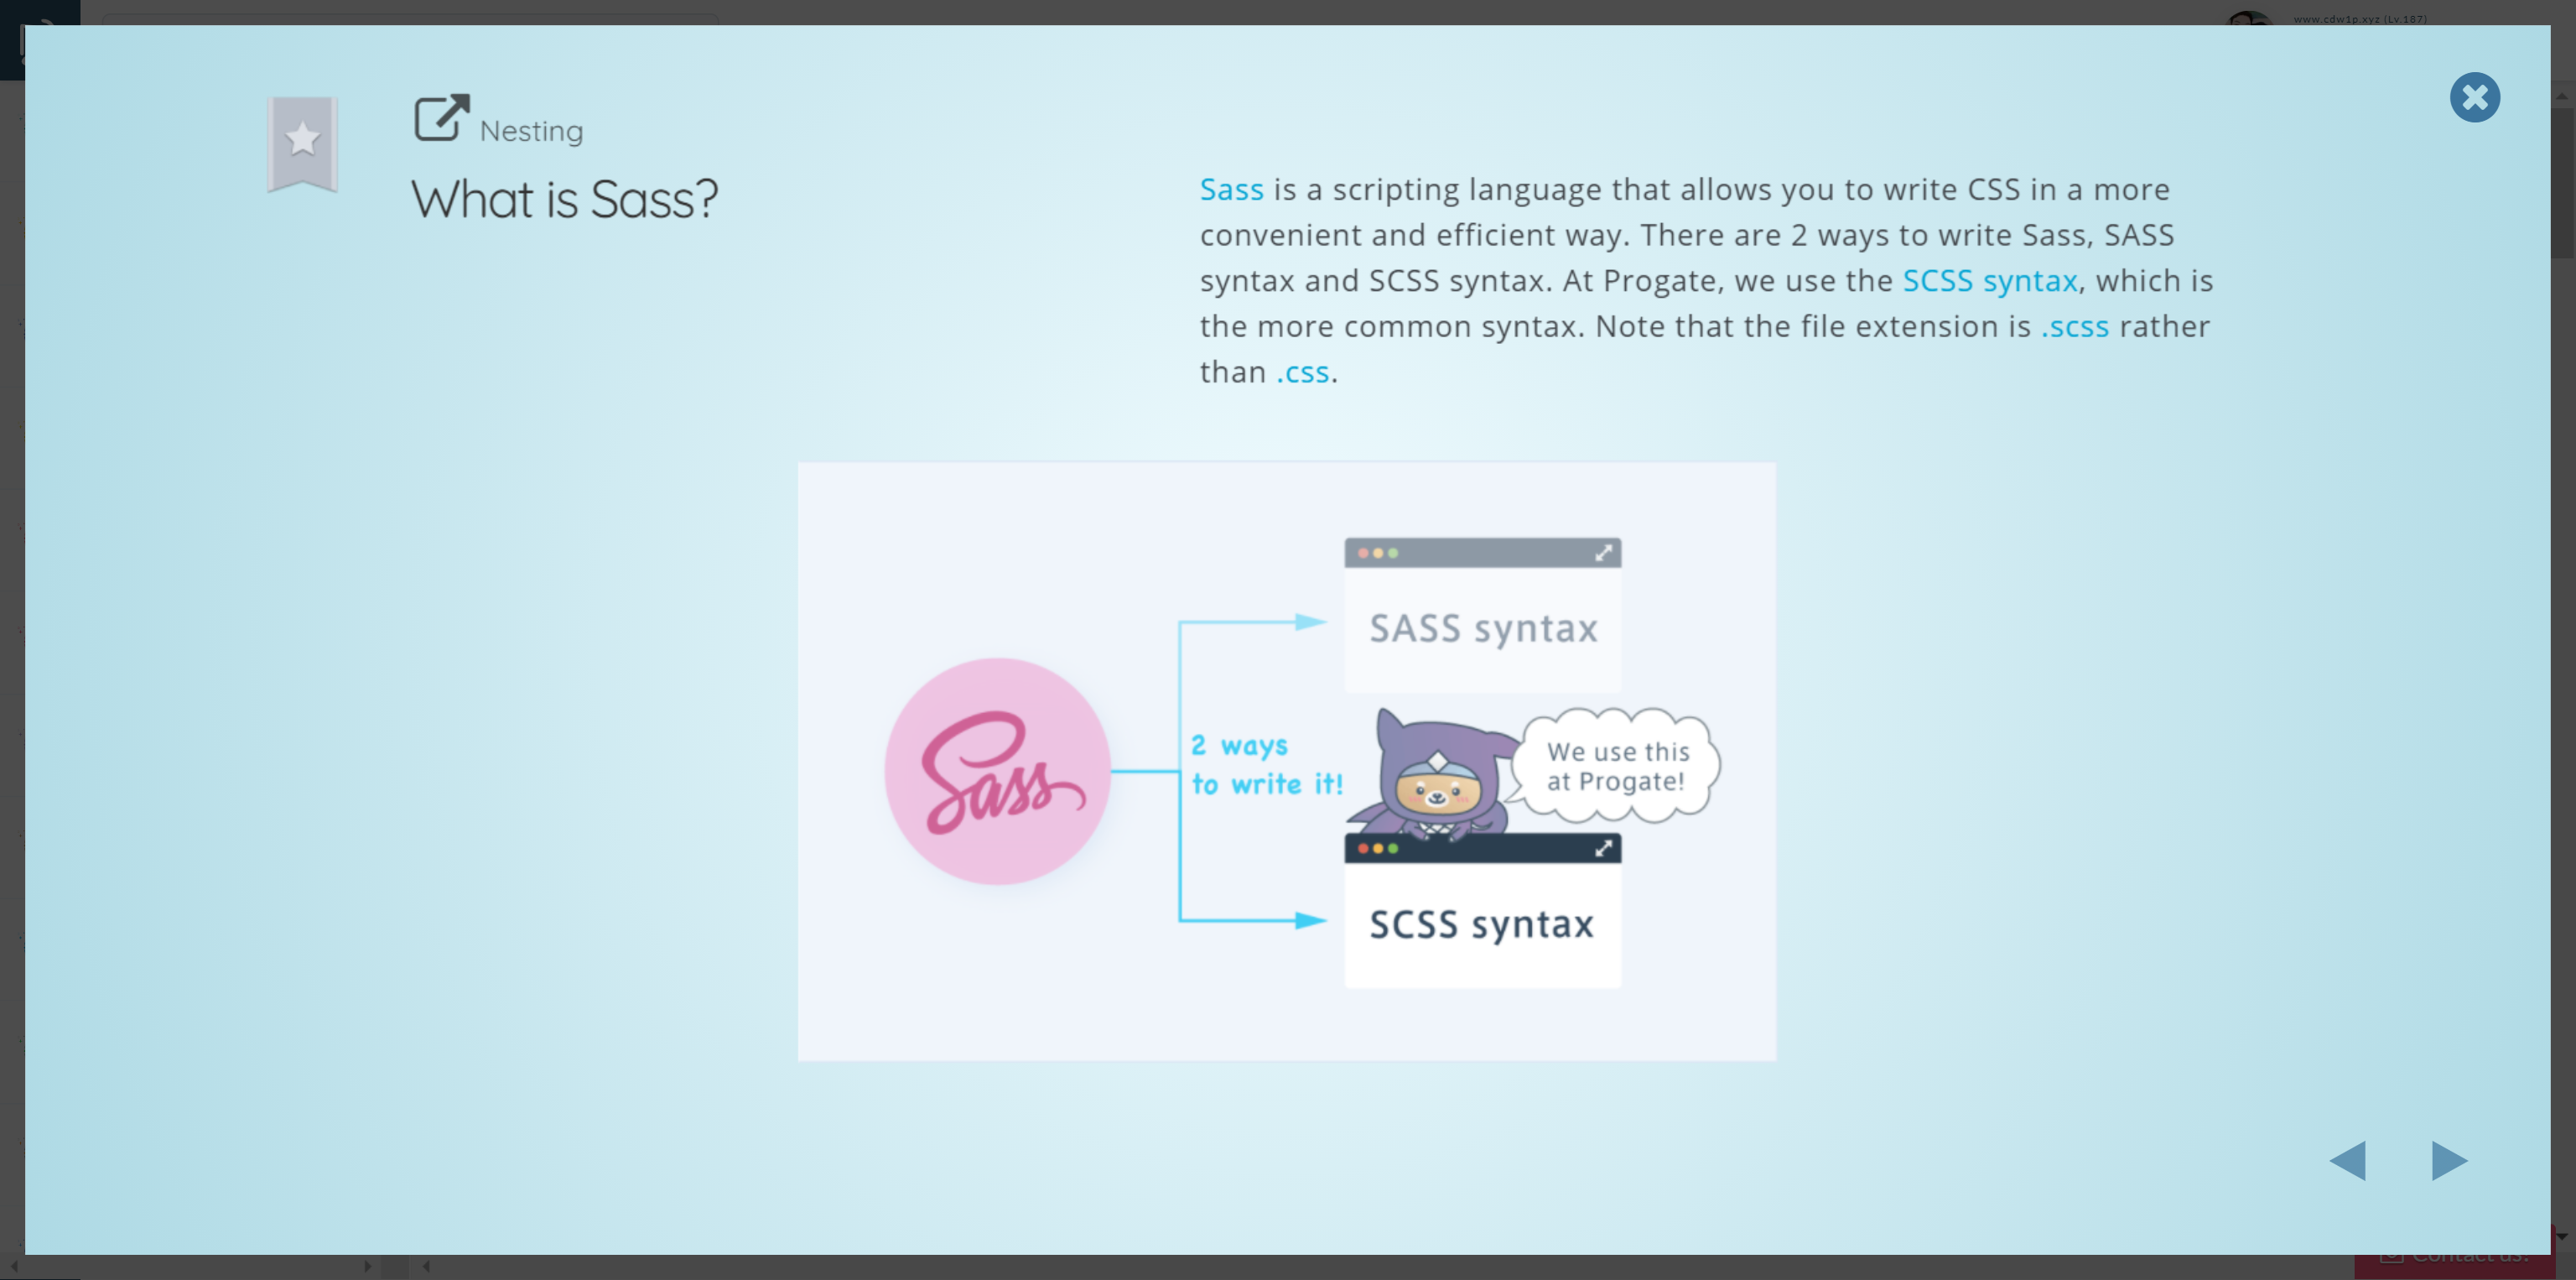 www.cdw1p.xyz (Lv.187)
Nesting
What is Sass?
Sass is a scripting language that allows you to write CSS in a more
convenient and efficient way. There are 2 ways to write Sass, SASS
syntax and SCSS syntax. At Progate, we use the SCSS syntax, which is
the more common syntax. Note that the file extension is .scss rather
than .css.
SASS syntax
Sass
2 ways
to write it!
We use this
at Progate!
SCSS syntax
Contact us!